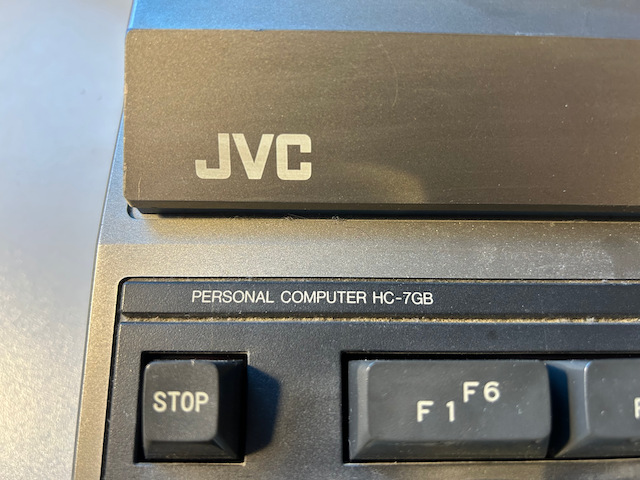 JVC
PERSONAL COMPUTER HC-7GB
STOP
F1 F6